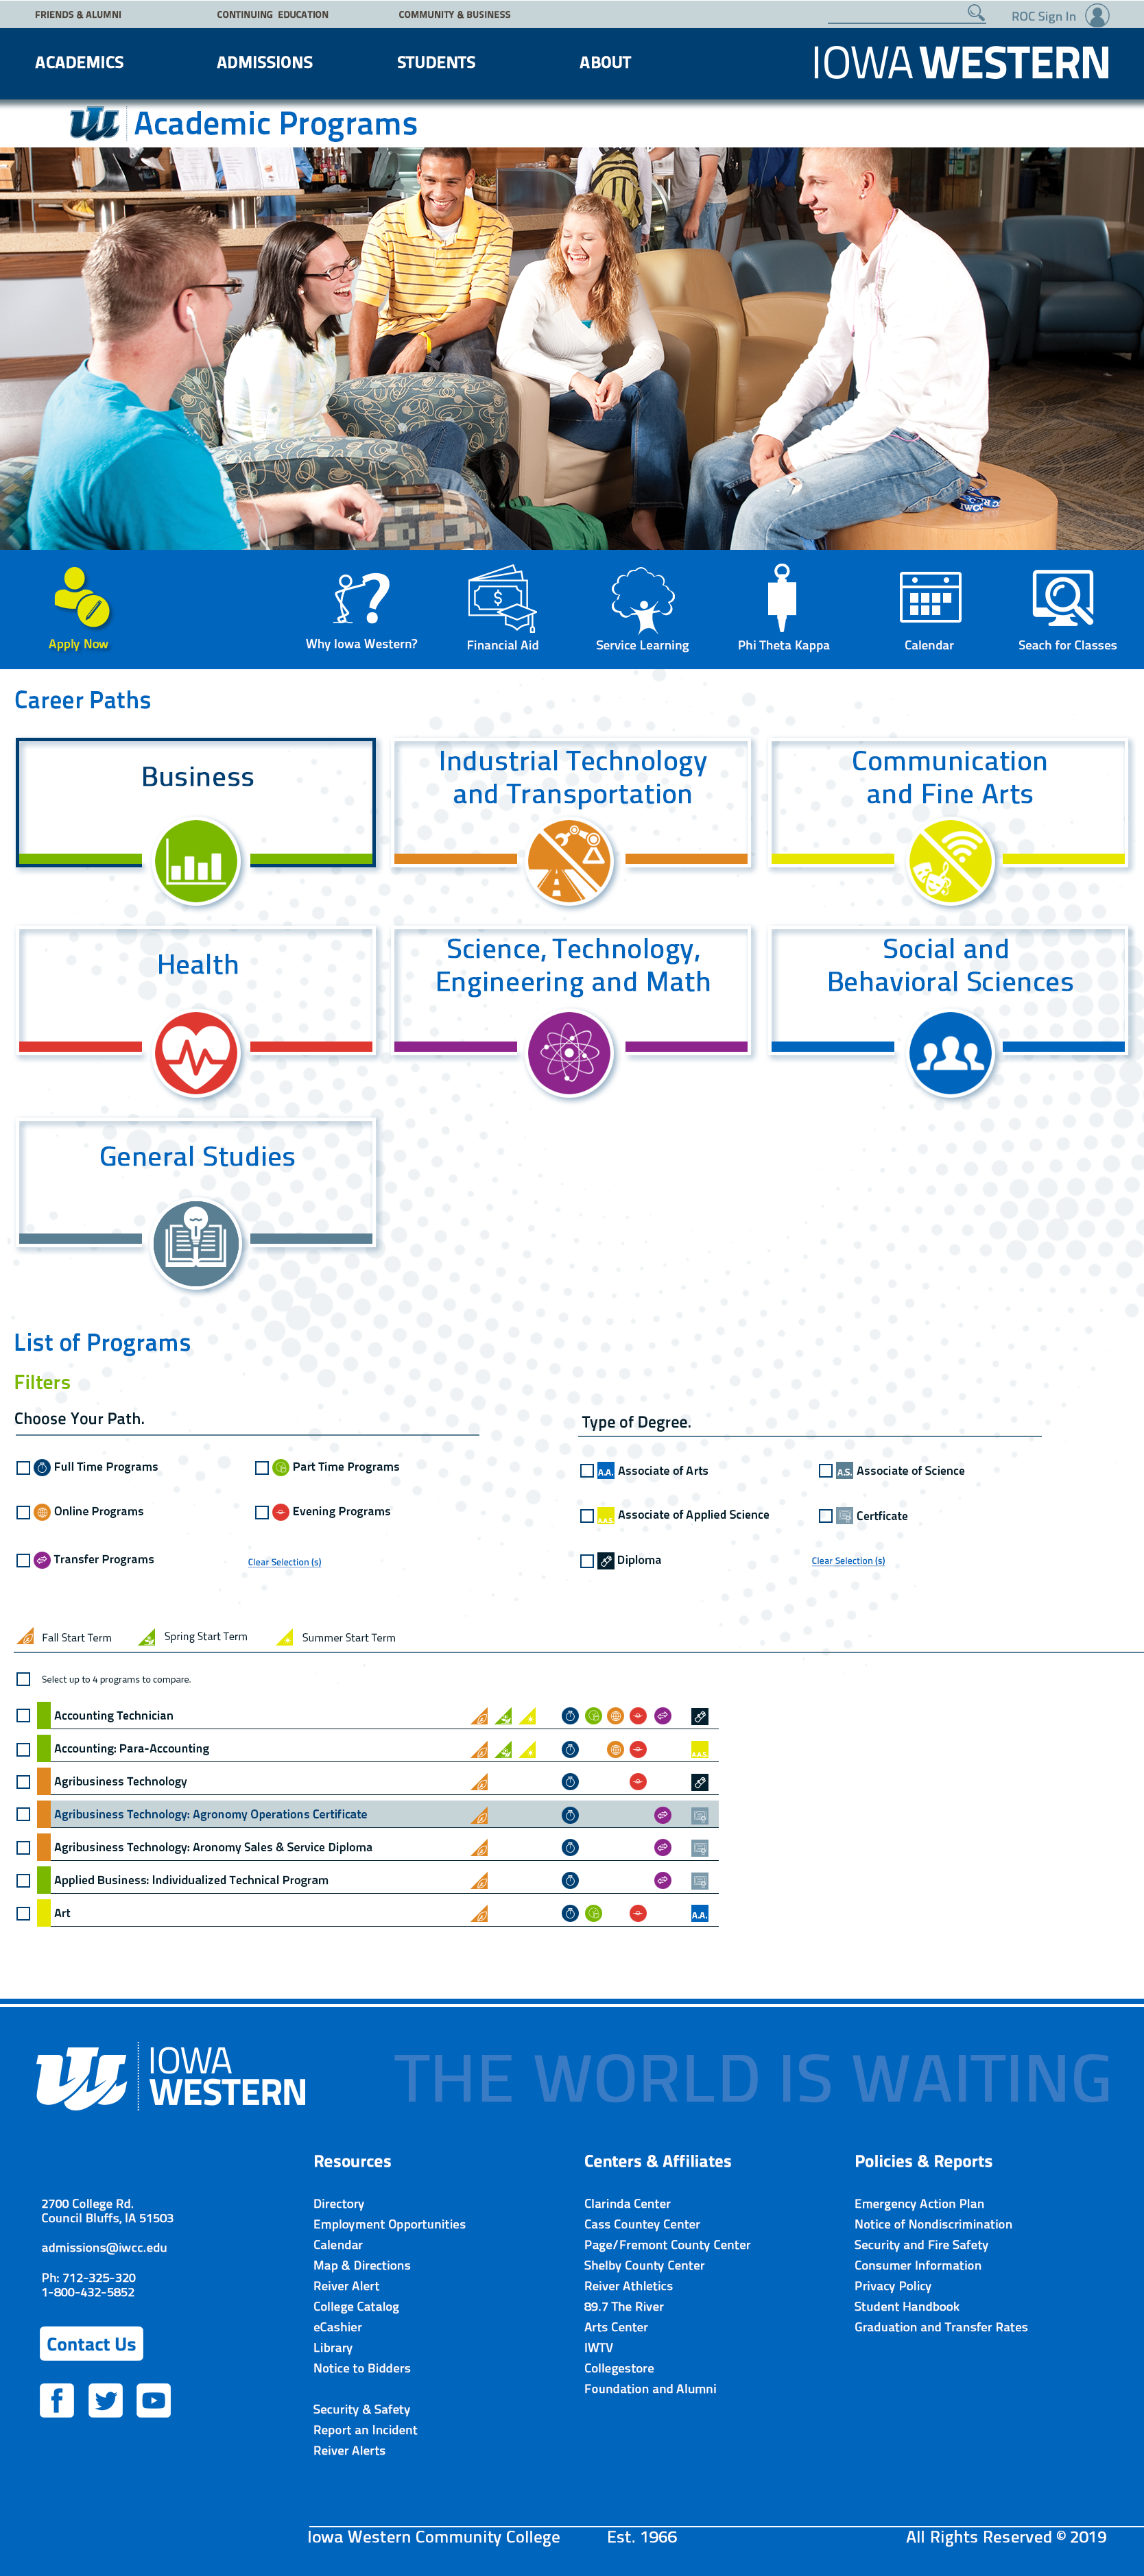 FRIENDS & ALUMNI
CONTINUING EDUCATION
COMMUNITY & BUSINESS
ROC Sign In
ACADEMICS
ADMISSIONS
STUDENTS
ABOUT
IOWA WESTERN
Academic Programs
Apply Now
Why Iowa Western?
Financial Aid
Service Learning
Phi Theta Kappa
Calendar
Seach for Classes
Career Paths
Business
Industrial Technology
and Transportation
Communication
and Fine Arts
Health
Science, Technology,
Engineering and Math
Social and
Behavioral Sciences
General Studies
List of Programs
Filters
Choose Your Path.
Full Time Programs
Part Time Programs
Online Programs
Evening Programs
Transfer Programs
Clear Selection (s)
Type of Degree.
A.A. Associate of Arts
A.S. Associate of Science
A.A.S. Associate of Applied Science
Certficate
Diploma
Clear Selection (s)
Fall Start Term
Spring Start Term
Summer Start Term
Select up to 4 programs to compare.
Accounting Technician
Accounting: Para-Accounting A.A.S.
Agribusiness Technology
Agribusiness Technology: Agronomy Operations Certificate
Agribusiness Technology: Aronomy Sales & Service Diploma
Applied Business: Individualized Technical Program
Art A.A.
IOWA
WESTERN
THE WORLD IS WAITING
2700 College Rd.
Council Bluffs, IA 51503
admissions@iwcc.edu
Ph: 712-325-320
1-800-432-5852
Contact Us
Resources
Directory
Employment Opportunities
Calendar
Map & Directions
Reiver Alert
College Catalog
eCashier
Library
Notice to Bidders
Security & Safety
Report an Incident
Reiver Alerts
Centers & Affiliates
Clarinda Center
Cass Countey Center
Page/Fremont County Center
Shelby County Center
Reiver Athletics
89.7 The River
Arts Center
IWTV
Collegestore
Foundation and Alumni
Policies & Reports
Emergency Action Plan
Notice of Nondiscrimination
Security and Fire Safety
Consumer Information
Privacy Policy
Student Handbook
Graduation and Transfer Rates
Iowa Western Community College
Est. 1966
All Rights Reserved © 2019